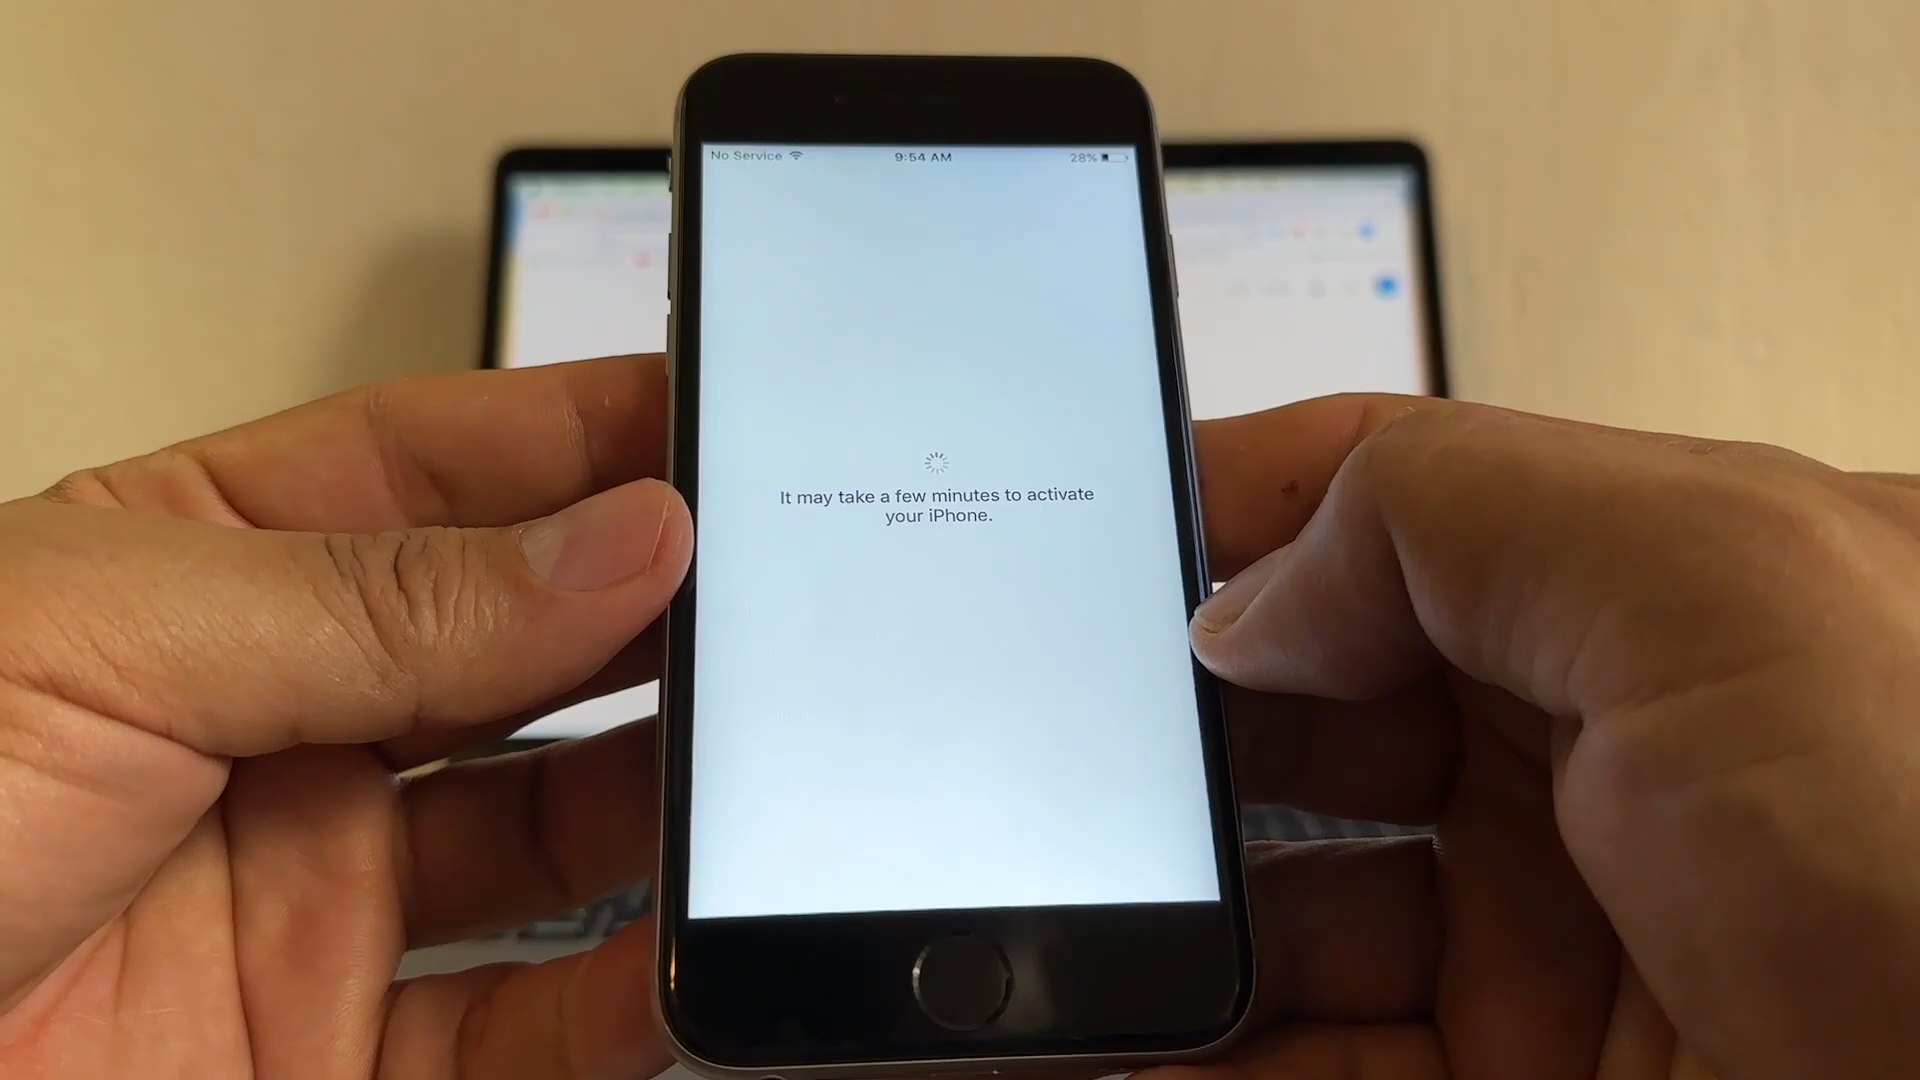 No Service 9:54 AM 28%
It may take a few minutes to activate
your iPhone.